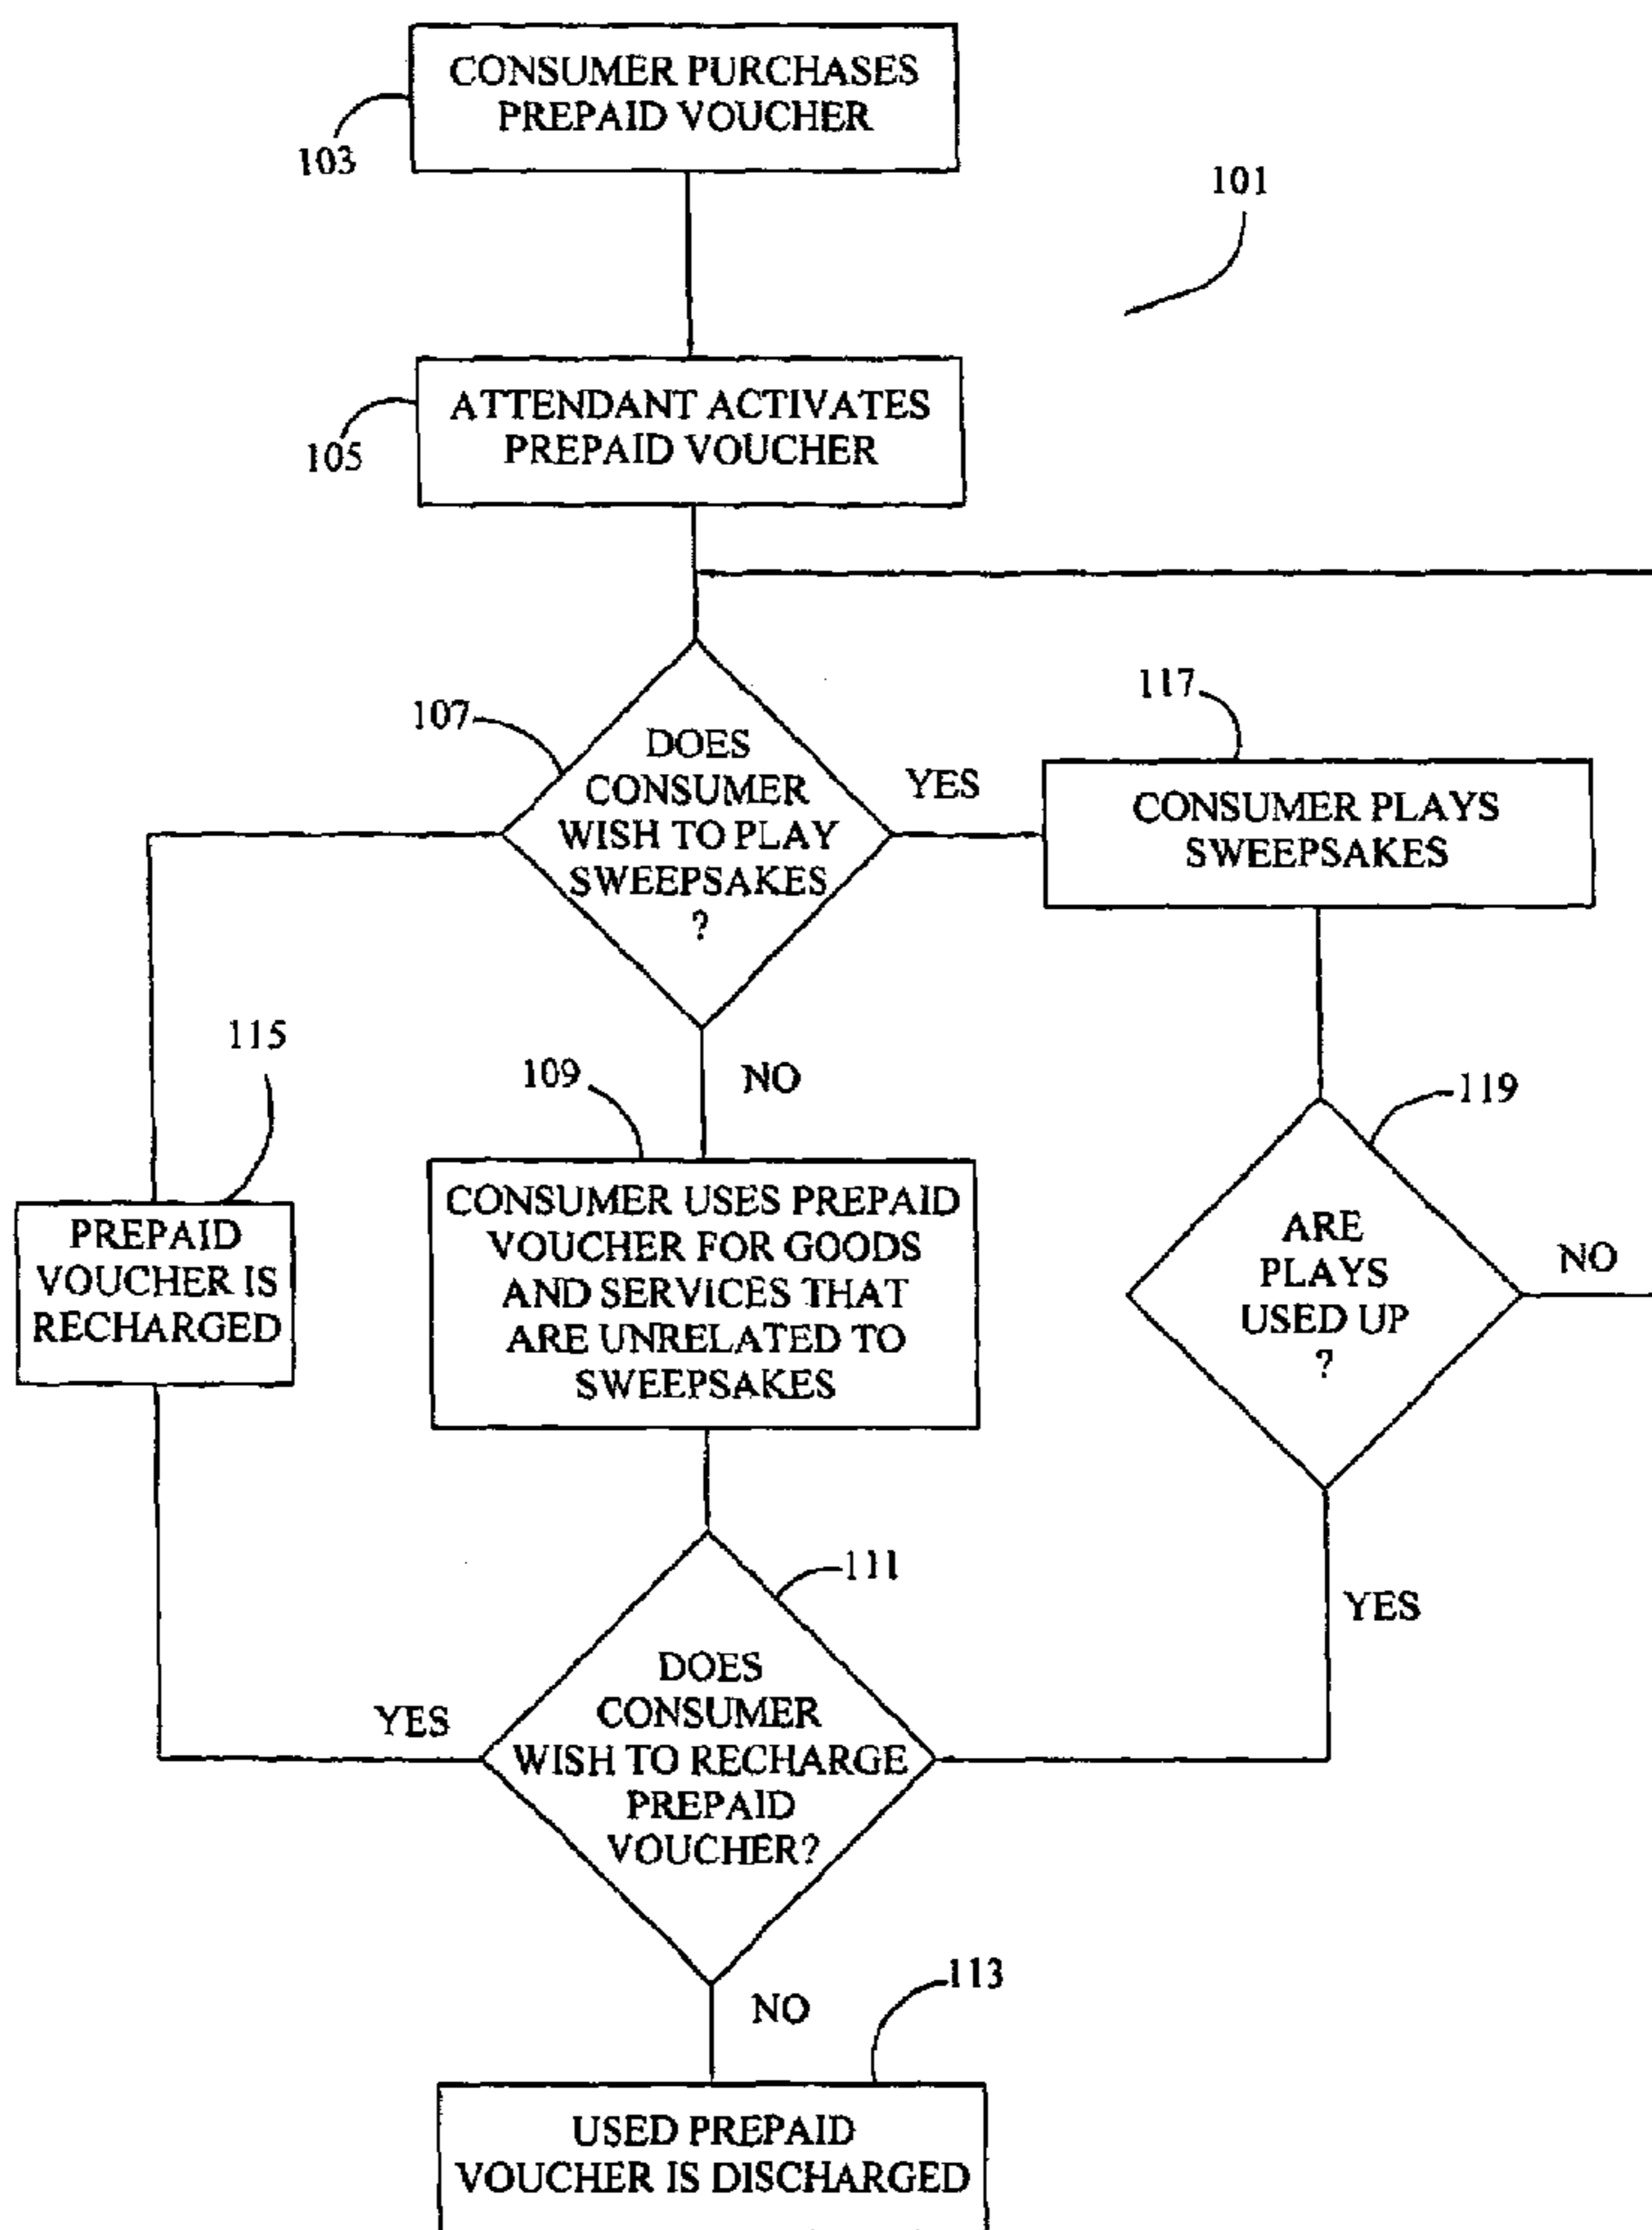 CONSUMER PURCHASES
PREPAID VOUCHER
103
101
ATTENDANT ACTIVATES
PREPAID VOUCHER
105
107
DOES
CONSUMER
WISH TO PLAY
SWEEPSAKES
?
YES
117
CONSUMER PLAYS
SWEEPSAKES
115
PREPAID
VOUCHER IS
RECHARGED
109
NO
CONSUMER USES PREPAID
VOUCHER FOR GOODS
AND SERVICES THAT
ARE UNRELATED TO
SWEEPSAKES
119
ARE
PLAYS
USED UP
?
NO
YES
111
DOES
CONSUMER
WISH TO RECHARGE
PREPAID
VOUCHER?
YES
NO
113
USED PREPAID
VOUCHER IS DISCHARGED